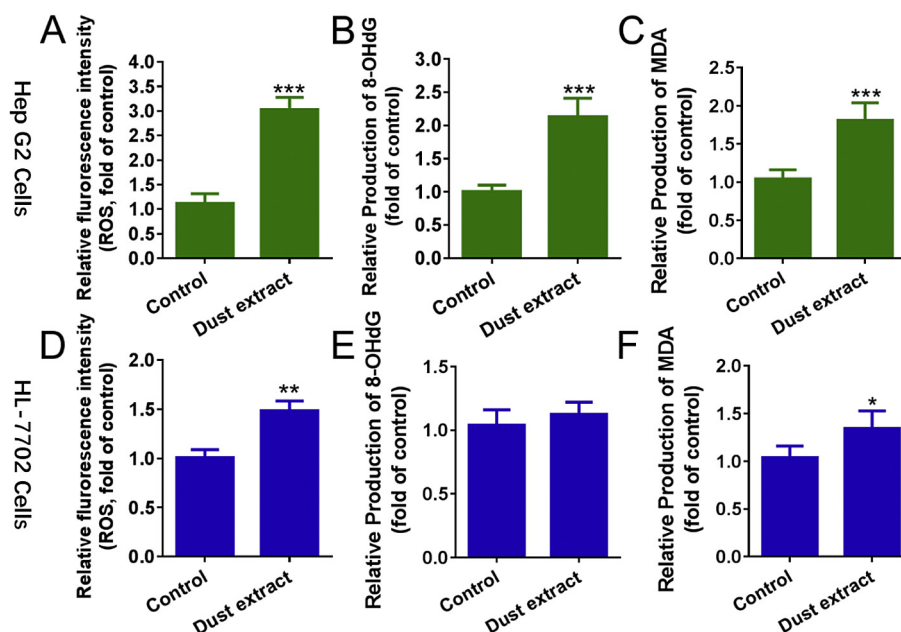 A
Hep G2 Cells
Relative flurorescence intensity
(ROS, fold of control)
4.0
3.5
3.0
2.5
2.0
1.5
1.0
0.5
0.0
***
Control
Dust extract
B
Relative Production of 8-OHdG
(fold of control)
3.0
2.5
2.0
1.5
1.0
0.5
0.0
***
Control
Dust extract
C
Relative Production of MDA
(fold of control)
2.5
2.0
1.5
1.0
0.5
0.0
***
Control
Dust extract
D
HL-7702 Cells
Relative flurorescence intensity
(ROS, fold of control)
2.0
1.5
1.0
0.5
0.0
**
Control
Dust extract
E
Relative Production of 8-OHdG
(fold of control)
1.5
1.0
0.5
0.0
Control
Dust extract
F
Relative Production of MDA
(fold of control)
2.0
1.5
1.0
0.5
0.0
*
Control
Dust extract